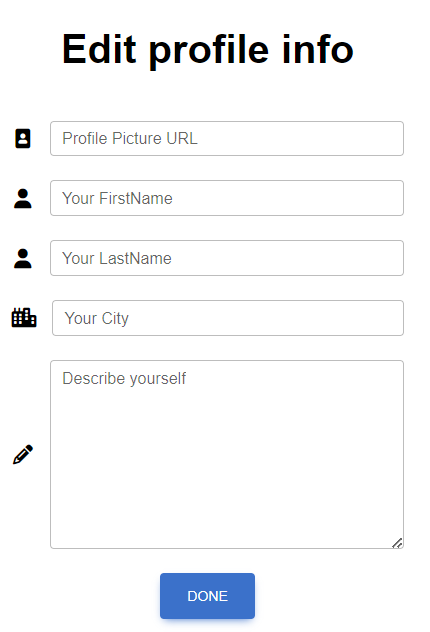 Edit profile info
Profile Picture URL
Your FirstName
Your LastName
Your City
Describe yourself
DONE